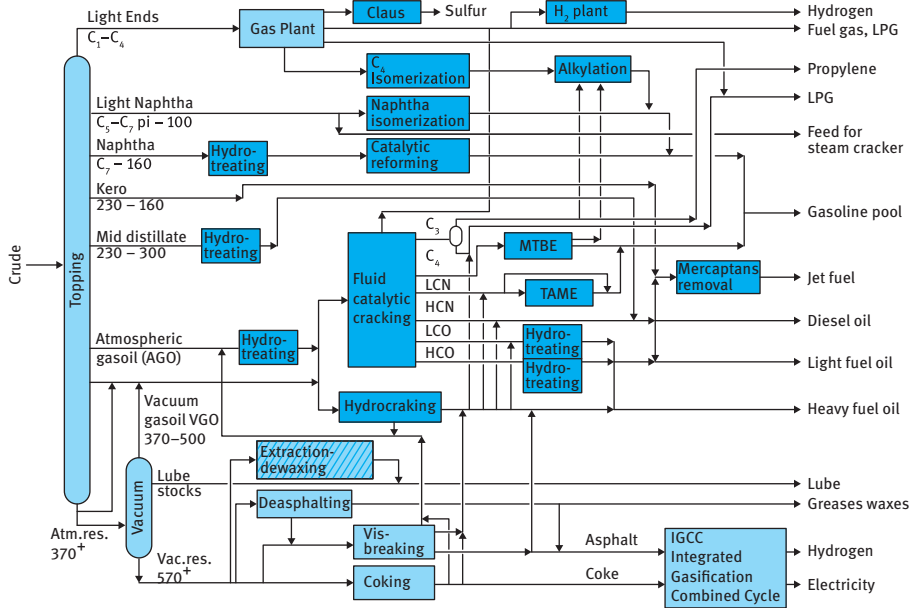 Light Ends
C₁–C₄
Gas Plant
Claus
Sulfur
H₂ plant
Hydrogen
Fuel gas, LPG
C₄
Isomerization
Alkylation
Propylene
LPG
Light Naphtha
C₅–C₇ pi – 100
Naphtha
isomerization
Feed for
steam cracker
Naphtha
C₇ – 160
Hydro-
treating
Catalytic
reforming
Kero
230 – 160
Gasoline pool
Mid distillate
230 – 300
Hydro-
treating
Crude
Topping
Fluid
catalytic
cracking
C₃
C₄
LCN
HCN
LCO
HCO
MTBE
TAME
Mercaptans
removal
Jet fuel
Diesel oil
Atmospheric
gasoil (AGO)
Hydro-
treating
Hydro-
treating
Hydro-
treating
Light fuel oil
Hydrocraking
Heavy fuel oil
Vacuum
gasoil VGO
370–500
Extraction-
dewaxing
Vacuum
Lube
stocks
Lube
Deasphalting
Greases waxes
Atm.res.
370⁺
Vis-
breaking
Asphalt
IGCC
Integrated
Gasification
Combined Cycle
Hydrogen
Vac.res.
570⁺
Coking
Coke
Electricity